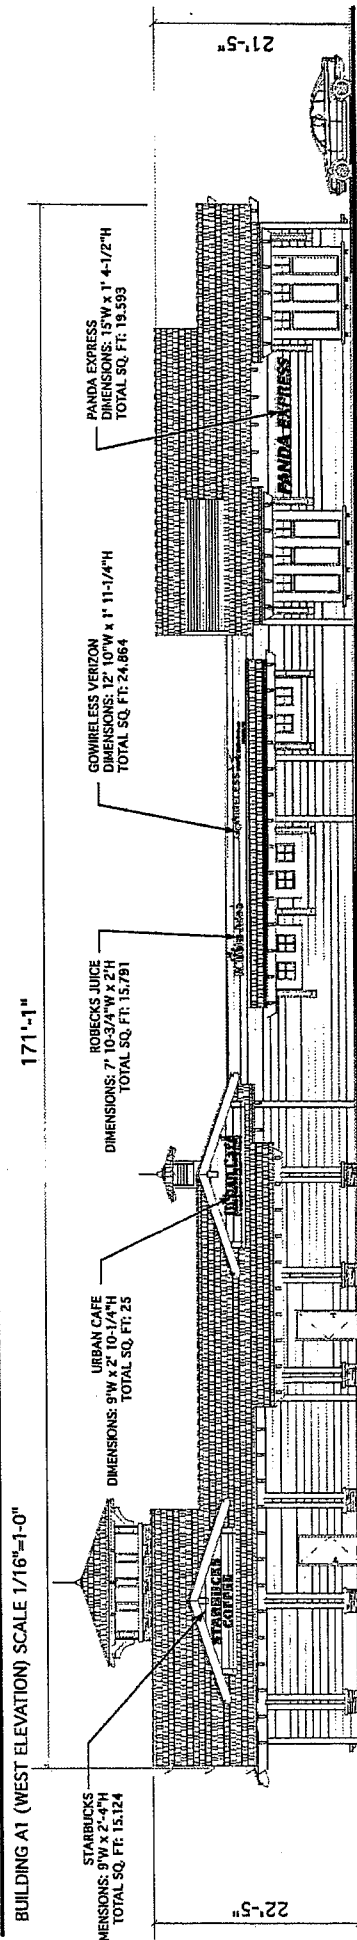 BUILDING A1 (WEST ELEVATION) SCALE 1/16"=1-0"
171'-1"
STARBUCKS
MENSIONS: 9'W x 2'-4"H
TOTAL SQ. FT: 15.124
URBAN CAFE
DIMENSIONS: 9'W x 2' 10-1/4"H
TOTAL SQ. FT: 25
ROBECKS JUICE
DIMENSIONS: 7' 10-3/4"W x 2'H
TOTAL SQ. FT: 15.791
GOWIRELESS VERIZON
DIMENSIONS: 12' 10"W x 1' 11-1/4"H
TOTAL SQ. FT: 24.864
PANDA EXPRESS
DIMENSIONS: 15'W x 1' 4-1/2"H
TOTAL SQ. FT: 19.593
22'-5"
STARBUCKS
COFFEE
URBAN CAFE
WIRELESS
PANDA EXPRESS
21'-5"